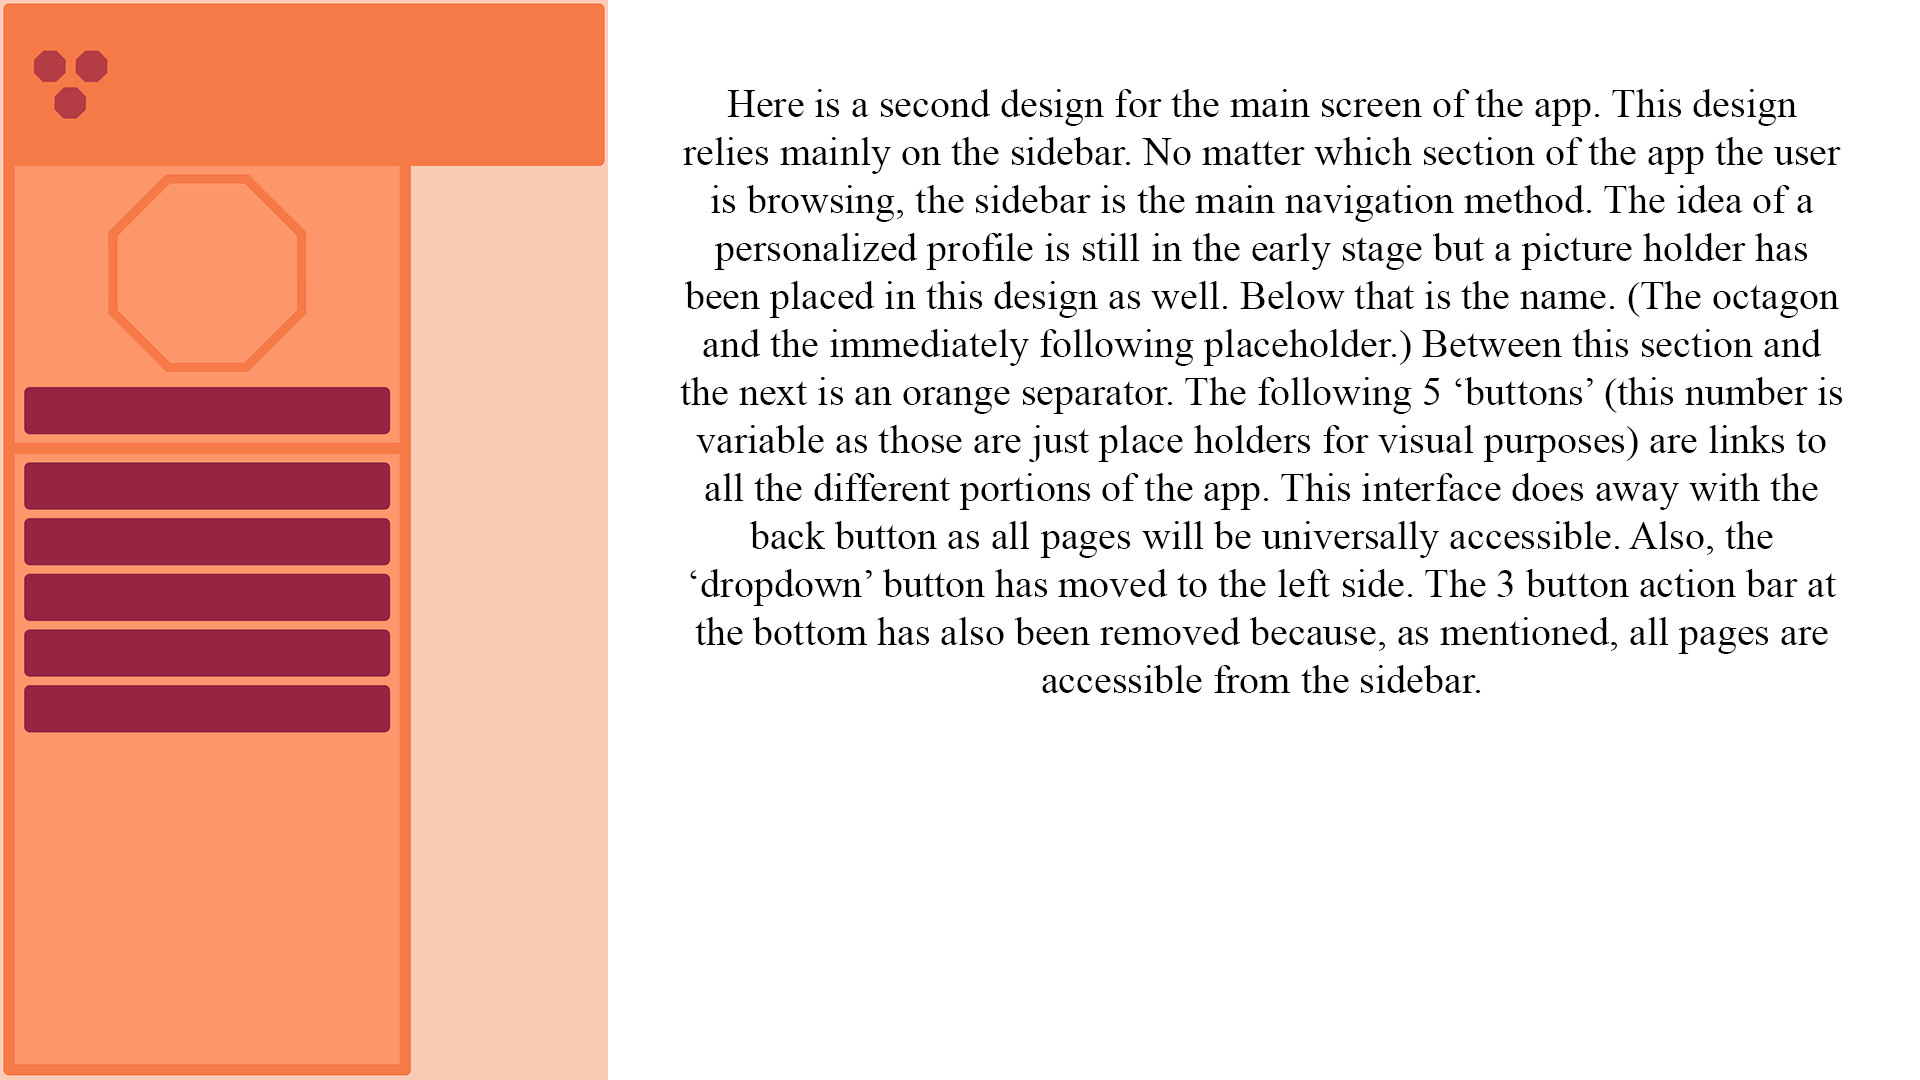 Here is a second design for the main screen of the app. This design
relies mainly on the sidebar. No matter which section of the app the user
is browsing, the sidebar is the main navigation method. The idea of a
personalized profile is still in the early stage but a picture holder has
been placed in this design as well. Below that is the name. (The octagon
and the immediately following placeholder.) Between this section and
the next is an orange separator. The following 5 ‘buttons’ (this number is
variable as those are just place holders for visual purposes) are links to
all the different portions of the app. This interface does away with the
back button as all pages will be universally accessible. Also, the
‘dropdown’ button has moved to the left side. The 3 button action bar at
the bottom has also been removed because, as mentioned, all pages are
accessible from the sidebar.